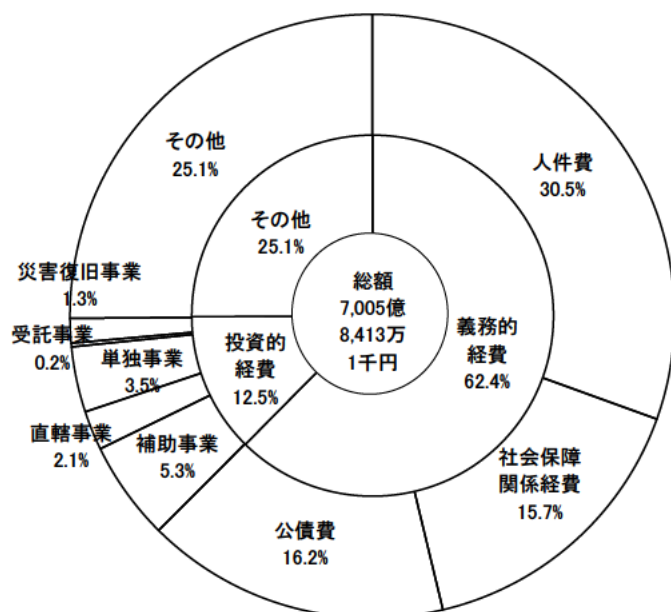 総額
7,005億
8,413万
1千円
義務的
経費
62.4%
投資的
経費
12.5%
その他
25.1%
人件費
30.5%
社会保障
関係経費
15.7%
公債費
16.2%
補助事業
5.3%
直轄事業
2.1%
単独事業
3.5%
受託事業
0.2%
災害復旧事業
1.3%
その他
25.1%